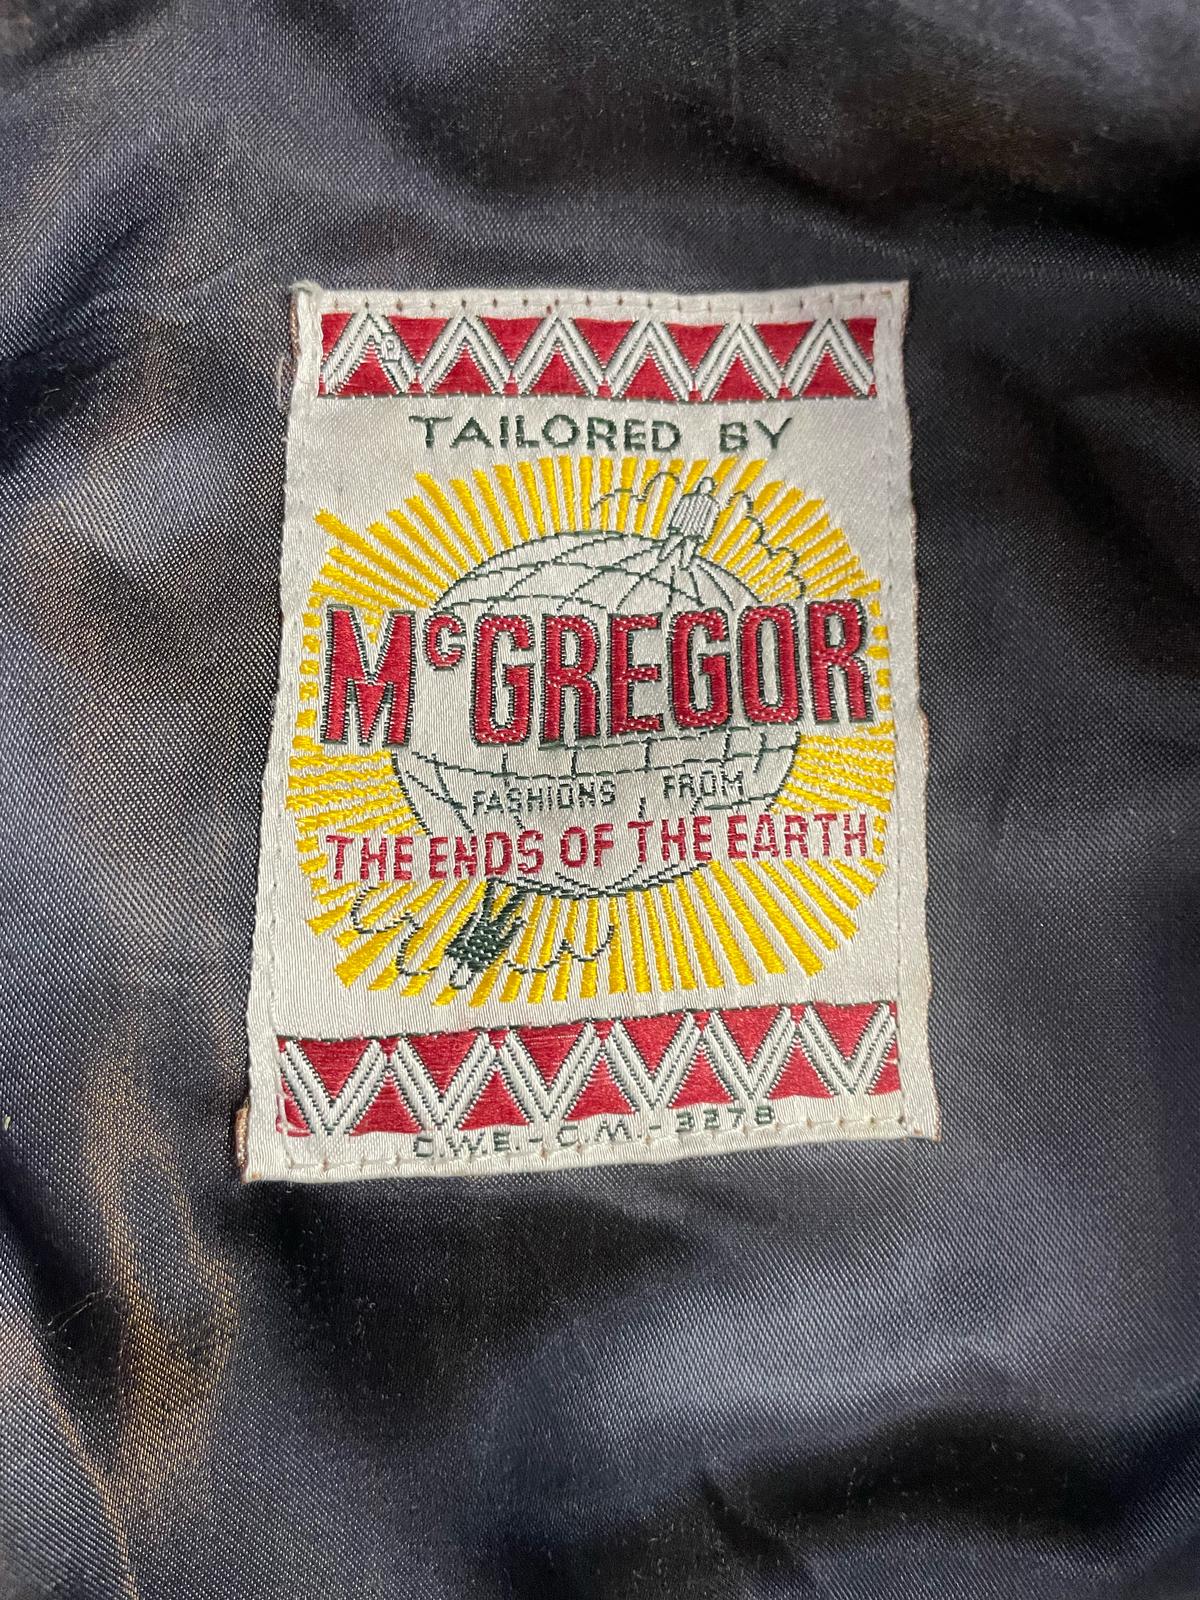 TAILORED BY
McGREGOR
FASHIONS FROM
THE ENDS OF THE EARTH
C.W.E.-C.M.-3278